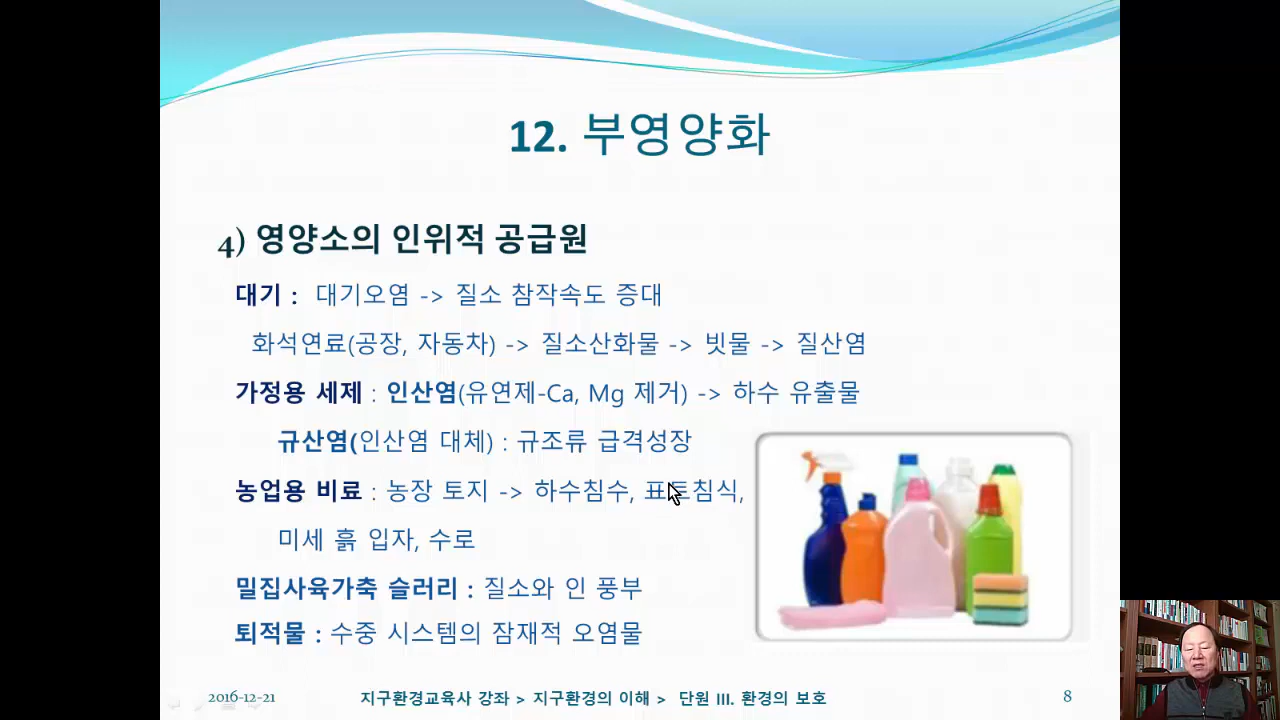 12. 부영양화
4) 영양소의 인위적 공급원
대기 : 대기오염 -> 질소 참작속도 증대
화석연료(공장, 자동차) -> 질소산화물 -> 빗물 -> 질산염
가정용 세제 : 인산염(유연제-Ca, Mg 제거) -> 하수 유출물
규산염(인산염 대체) : 규조류 급격성장
농업용 비료 : 농장 토지 -> 하수침수, 표토침식,
미세 흙 입자, 수로
밀집사육가축 슬러리 : 질소와 인 풍부
퇴적물 : 수중 시스템의 잠재적 오염물
2016-12-21
지구환경교육사 강좌 > 지구환경의 이해 > 단원 III. 환경의 보호
8